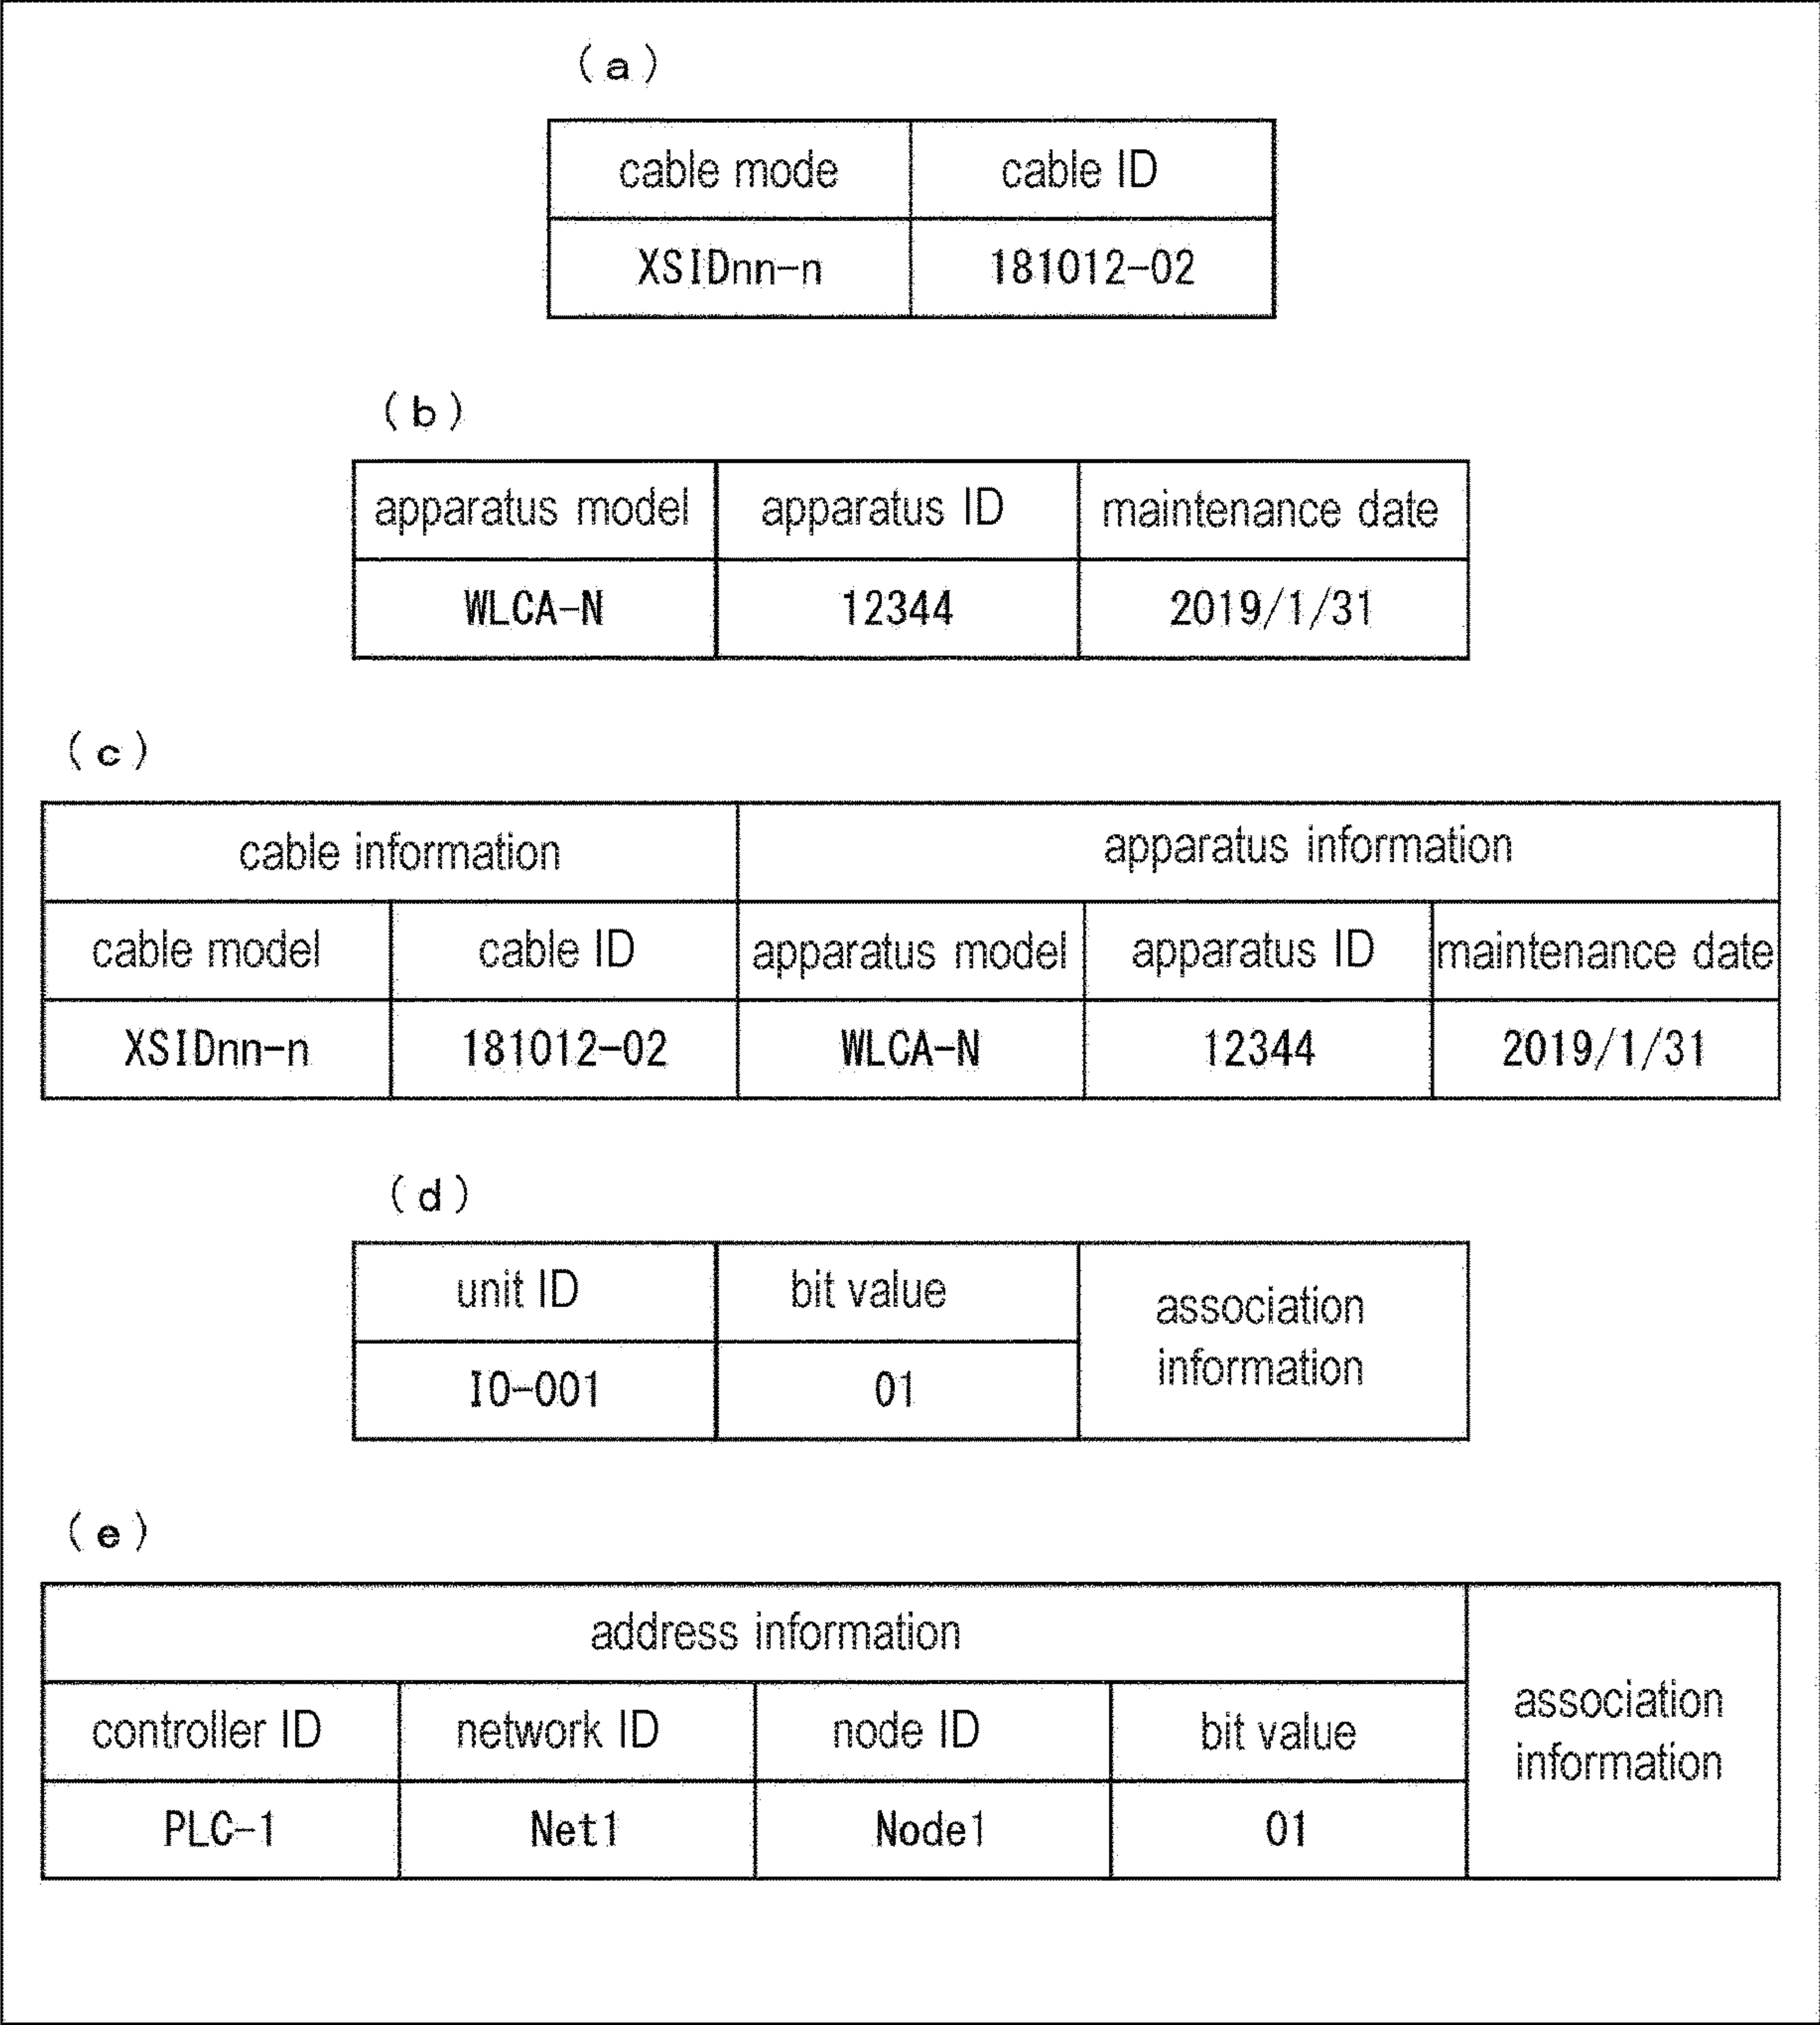 (a)
cable mode cable ID
XSIDnn-n 181012-02
(b)
apparatus model apparatus ID maintenance date
WLCA-N 12344 2019/1/31
(c)
cable information apparatus information
cable model cable ID apparatus model apparatus ID maintenance date
XSIDnn-n 181012-02 WLCA-N 12344 2019/1/31
(d)
unit ID bit value
association
information
IO-001 01
(e)
address information
association
information
controller ID network ID node ID bit value
PLC-1 Net1 Node1 01